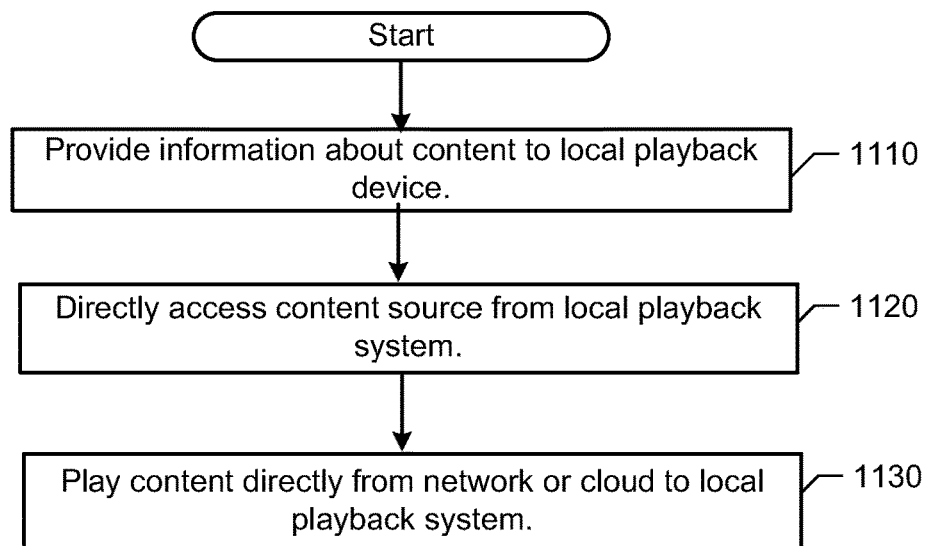 Start
Provide information about content to local playback
device.
1110
Directly access content source from local playback
system.
1120
Play content directly from network or cloud to local
playback system.
1130